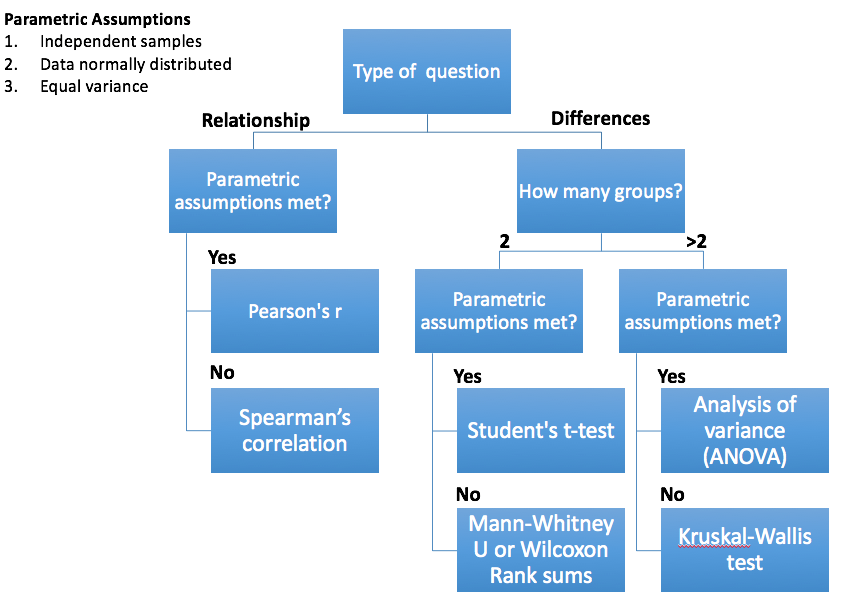 Parametric Assumptions
1. Independent samples
2. Data normally distributed
3. Equal variance
Type of question
Relationship
Differences
Parametric
assumptions met?
How many groups?
Yes
2
>2
Pearson's r
Parametric
assumptions met?
Parametric
assumptions met?
No
Yes
Yes
Spearman’s
correlation
Student's t-test
Analysis of
variance
(ANOVA)
No
No
Mann-Whitney
U or Wilcoxon
Rank sums
Kruskal-Wallis
test